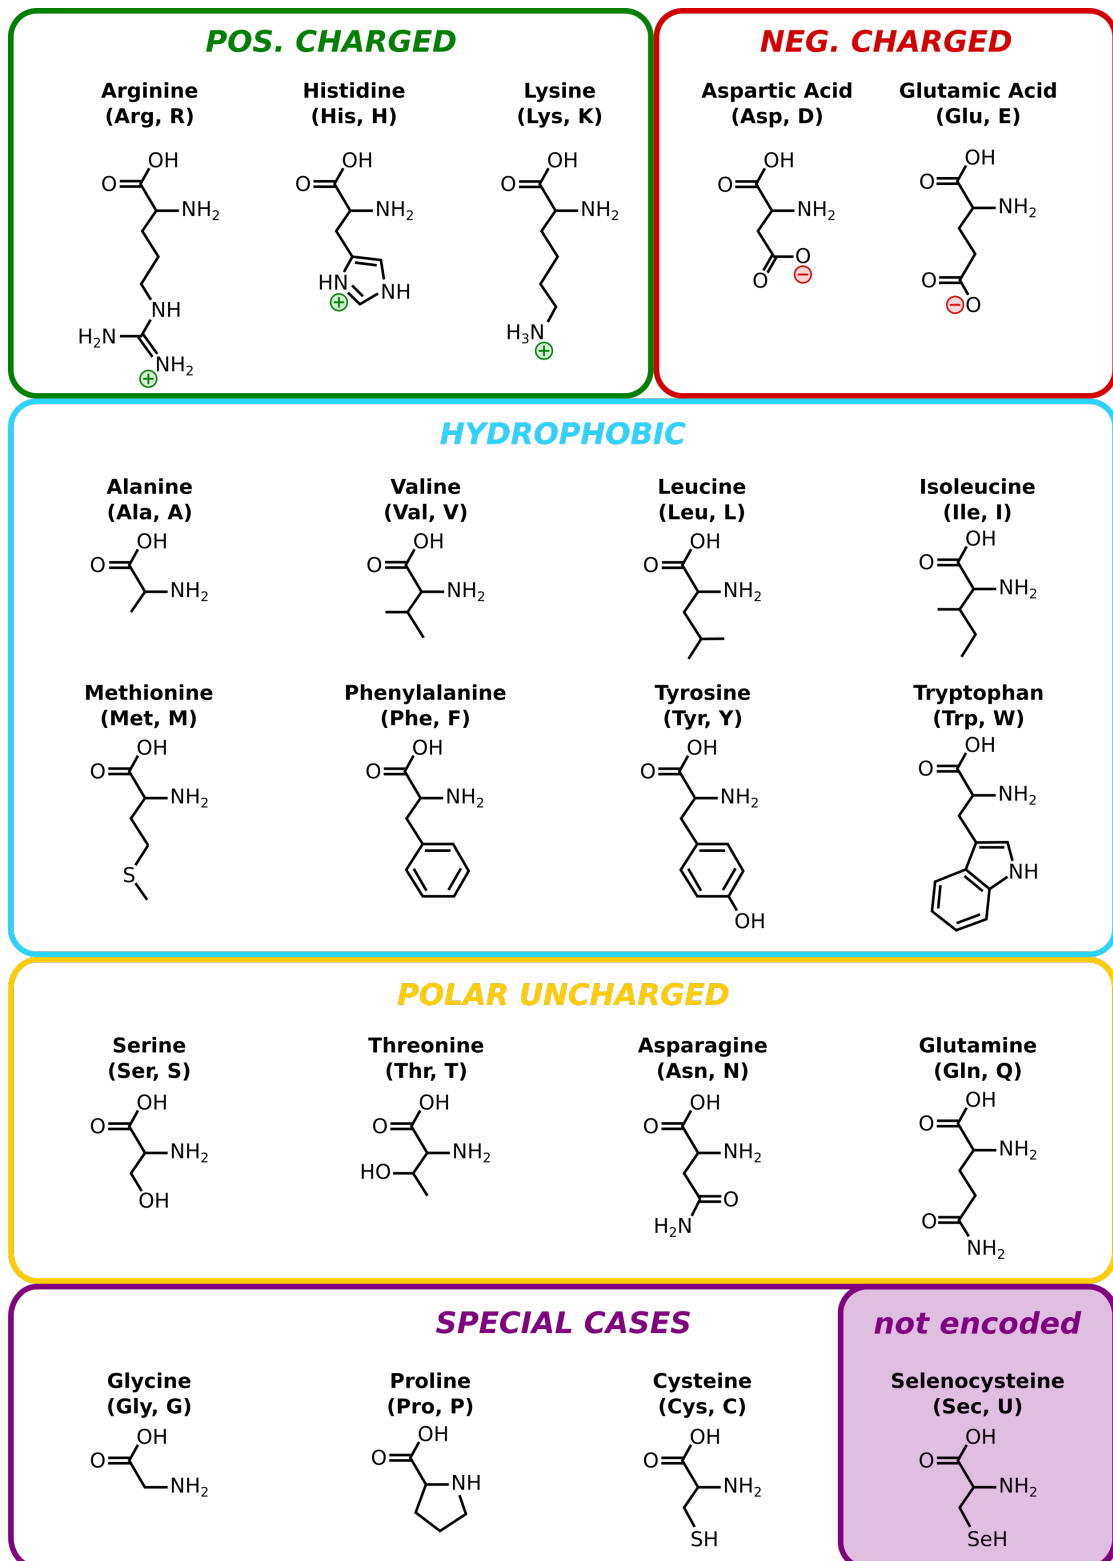 POS. CHARGED
Arginine
(Arg, R)
OH
O
NH2
NH
H2N
NH2
+
Histidine
(His, H)
OH
O
NH2
HN
NH
+
Lysine
(Lys, K)
OH
O
NH2
H3N
+
NEG. CHARGED
Aspartic Acid
(Asp, D)
OH
O
NH2
O
−
O
Glutamic Acid
(Glu, E)
OH
O
NH2
O
−
O
HYDROPHOBIC
Alanine
(Ala, A)
OH
O
NH2
Valine
(Val, V)
OH
O
NH2
Leucine
(Leu, L)
OH
O
NH2
Isoleucine
(Ile, I)
OH
O
NH2
Methionine
(Met, M)
OH
O
NH2
S
Phenylalanine
(Phe, F)
OH
O
NH2
Tyrosine
(Tyr, Y)
OH
O
NH2
OH
Tryptophan
(Trp, W)
OH
O
NH2
NH
POLAR UNCHARGED
Serine
(Ser, S)
OH
O
NH2
OH
Threonine
(Thr, T)
OH
O
NH2
HO
Asparagine
(Asn, N)
OH
O
NH2
O
H2N
Glutamine
(Gln, Q)
OH
O
NH2
O
NH2
SPECIAL CASES
Glycine
(Gly, G)
OH
O
NH2
Proline
(Pro, P)
OH
O
NH
Cysteine
(Cys, C)
OH
O
NH2
SH
not encoded
Selenocysteine
(Sec, U)
OH
O
NH2
SeH